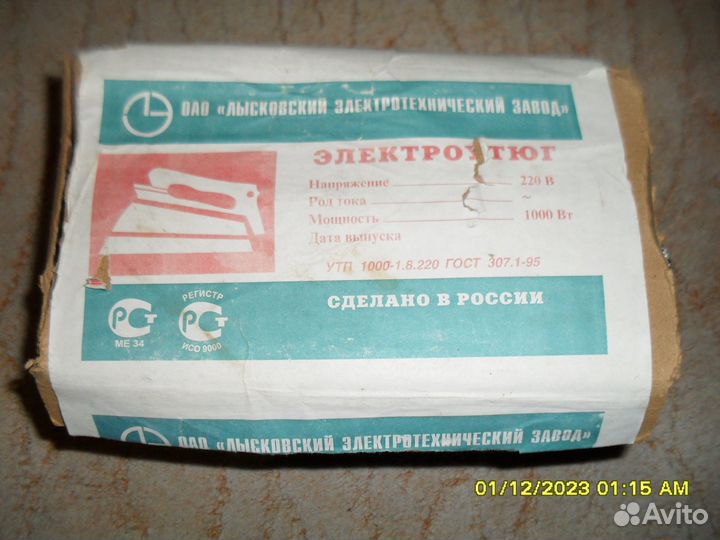 ОАО «ЛЫСКОВСКИЙ ЭЛЕКТРОТЕХНИЧЕСКИЙ ЗАВОД»
ЭЛЕКТРОУТЮГ
Напряжение 220 В
Род тока ~
Мощность 1000 Вт
Дата выпуска
УТП 1000-1.8.220 ГОСТ 307.1-95
РСТ
МЕ 34
РЕГИСТР
РСТ
ИСО 9000
СДЕЛАНО В РОССИИ
ОАО «ЛЫСКОВСКИЙ ЭЛЕКТРОТЕХНИЧЕСКИЙ ЗАВОД»
01/12/2023 01:15 AM
Avito